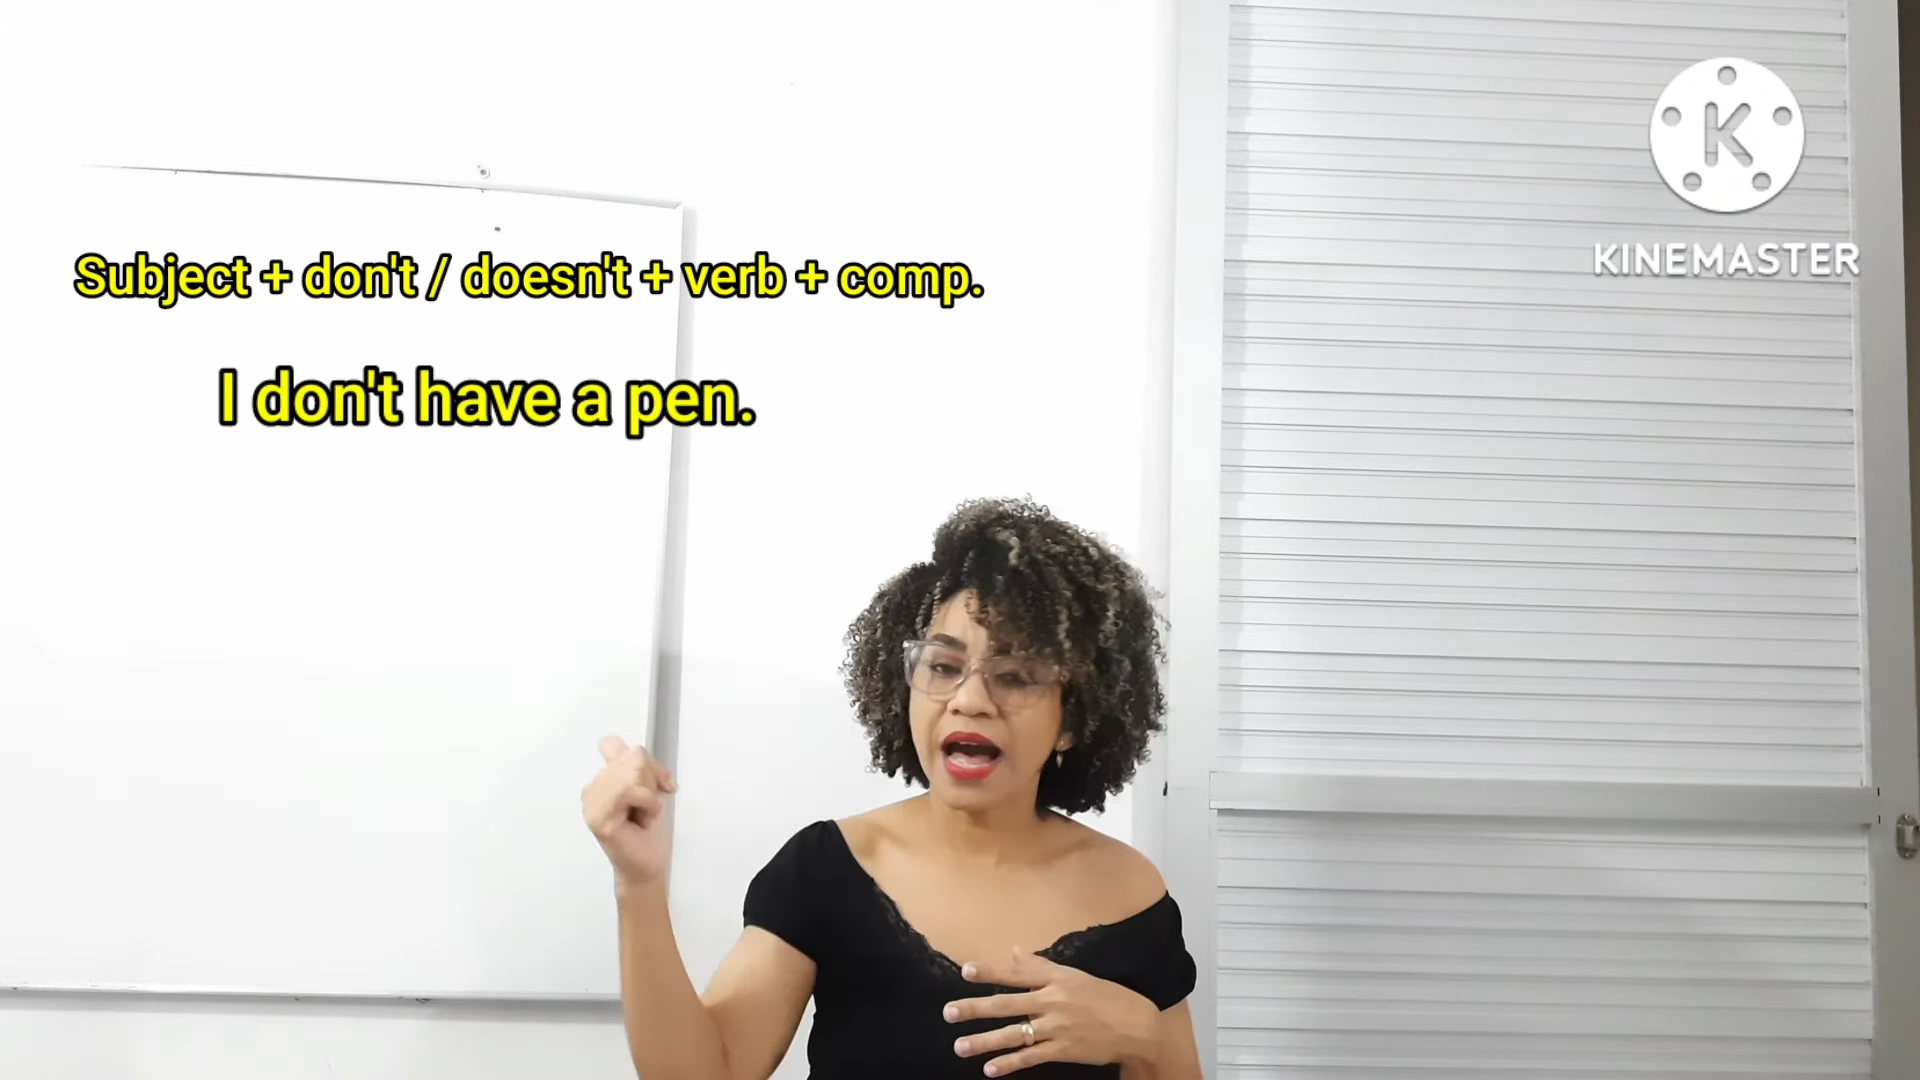 K
KINEMASTER
Subject + don't / doesn't + verb + comp.
I don't have a pen.